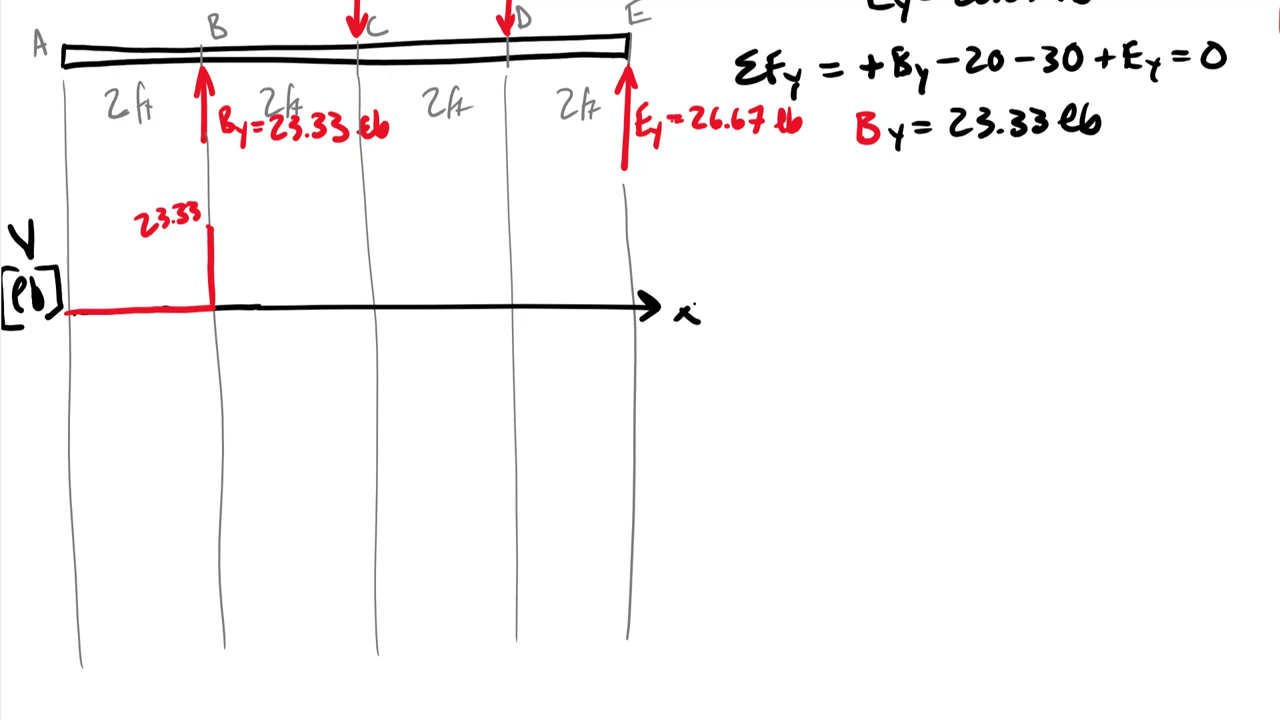 A B C D E
ΣFy = +By-20-30+Ey=0
2ft 2ft 2ft 2ft
By=23.33 lb
Ey=26.67 lb
By= 23.33 lb
23.33
V
[lb]
x